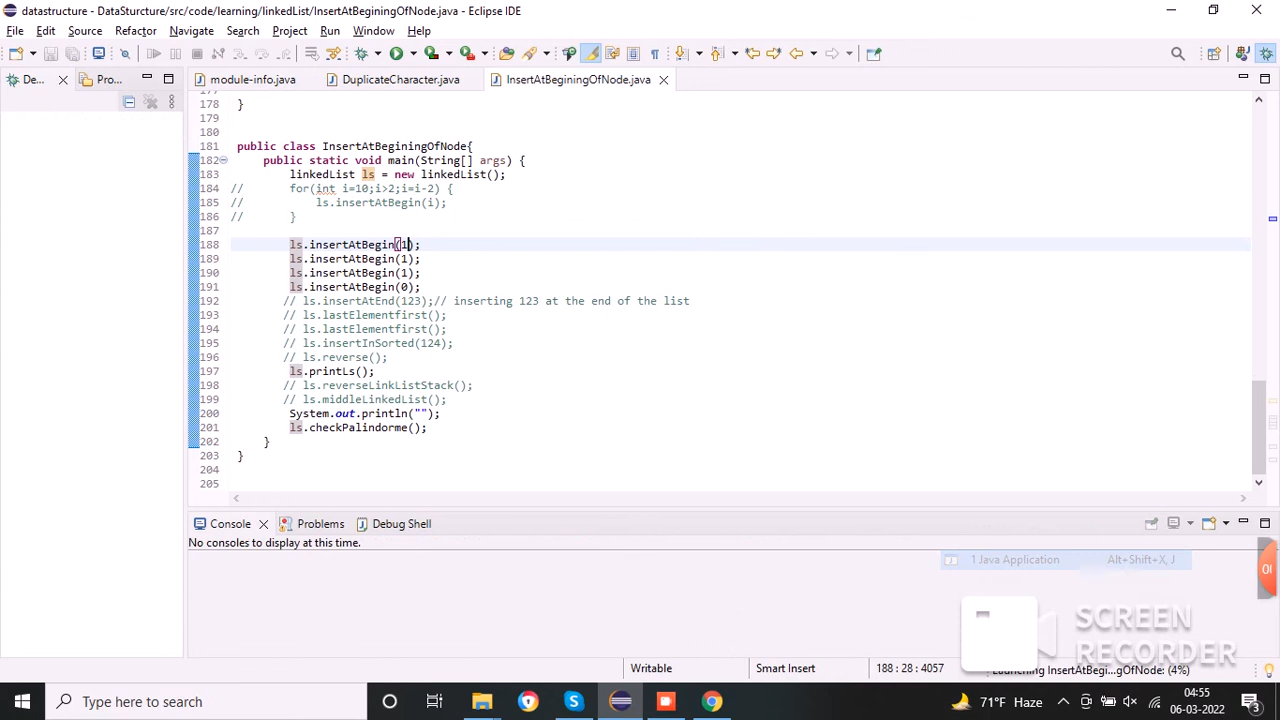 datastructure - DataSturcture/src/code/learning/linkedList/InsertAtBeginingOfNode.java - Eclipse IDE
File Edit Source Refactor Navigate Search Project Run Window Help
De... Pro... module-info.java DuplicateCharacter.java InsertAtBeginingOfNode.java
178 }
179
180
181 public class InsertAtBeginingOfNode{
182 public static void main(String[] args) {
183 linkedList ls = new linkedList();
184 // for(int i=10;i>2;i=i-2) {
185 // ls.insertAtBegin(i);
186 // }
187
188 ls.insertAtBegin(1);
189 ls.insertAtBegin(1);
190 ls.insertAtBegin(1);
191 ls.insertAtBegin(0);
192 // ls.insertAtEnd(123);// inserting 123 at the end of the list
193 // ls.lastElementfirst();
194 // ls.lastElementfirst();
195 // ls.insertInSorted(124);
196 // ls.reverse();
197 ls.printLs();
198 // ls.reverseLinkListStack();
199 // ls.middleLinkedList();
200 System.out.println("");
201 ls.checkPalindorme();
202 }
203 }
204
205
Console Problems Debug Shell
No consoles to display at this time.
1 Java Application Alt+Shift+X, J
00
SCREEN
RECORDER
Writable Smart Insert 188 : 28 : 4057 Launching InsertAtBegi...gOfNode: (4%)
Type here to search
71°F Haze
04:55
06-03-2022
3